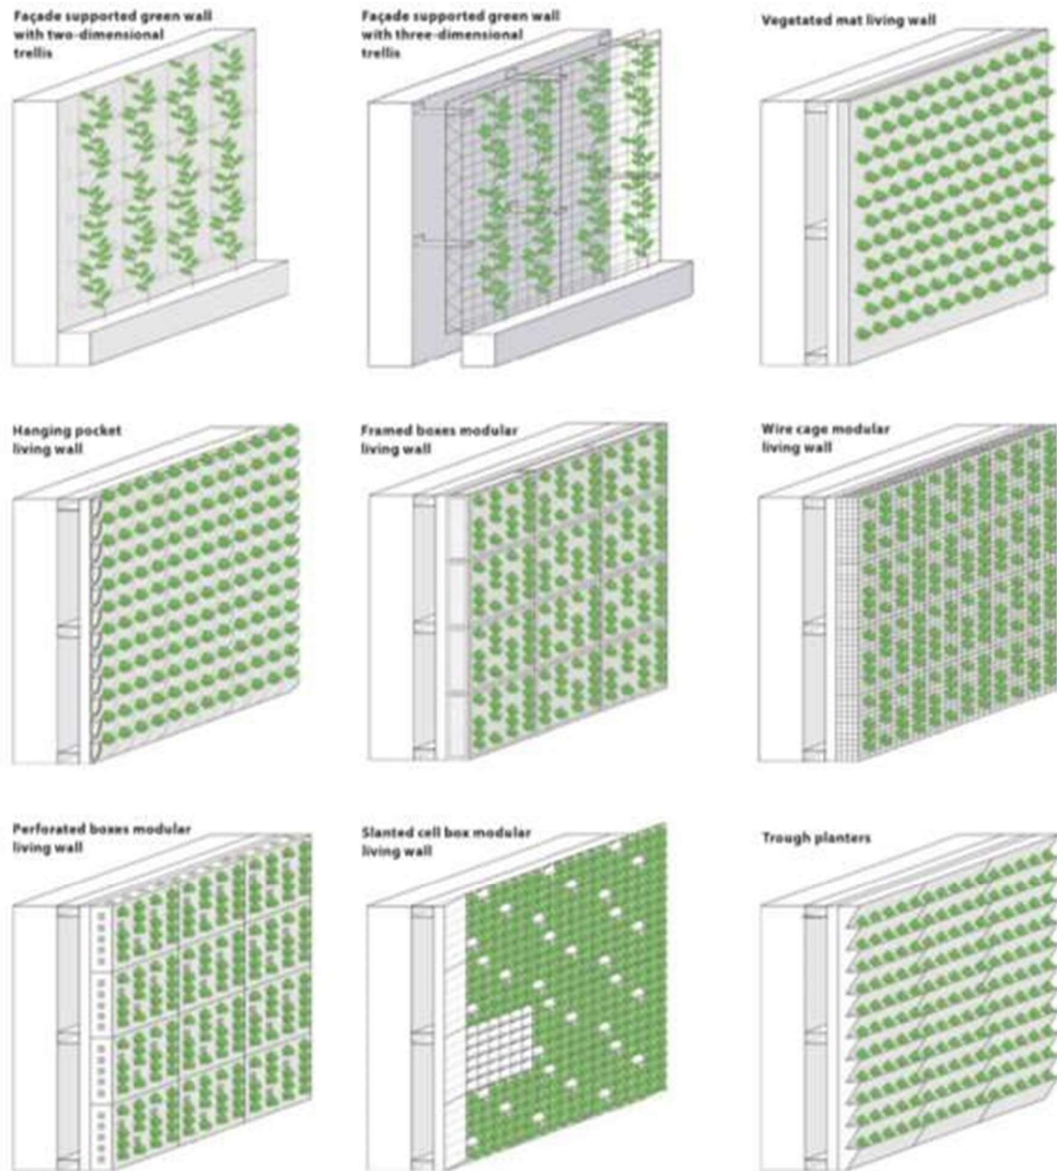 Façade supported green wall
with two-dimensional
trellis
Façade supported green wall
with three-dimensional
trellis
Vegetated mat living wall
Hanging pocket
living wall
Framed boxes modular
living wall
Wire cage modular
living wall
Perforated boxes modular
living wall
Slanted cell box modular
living wall
Trough planters